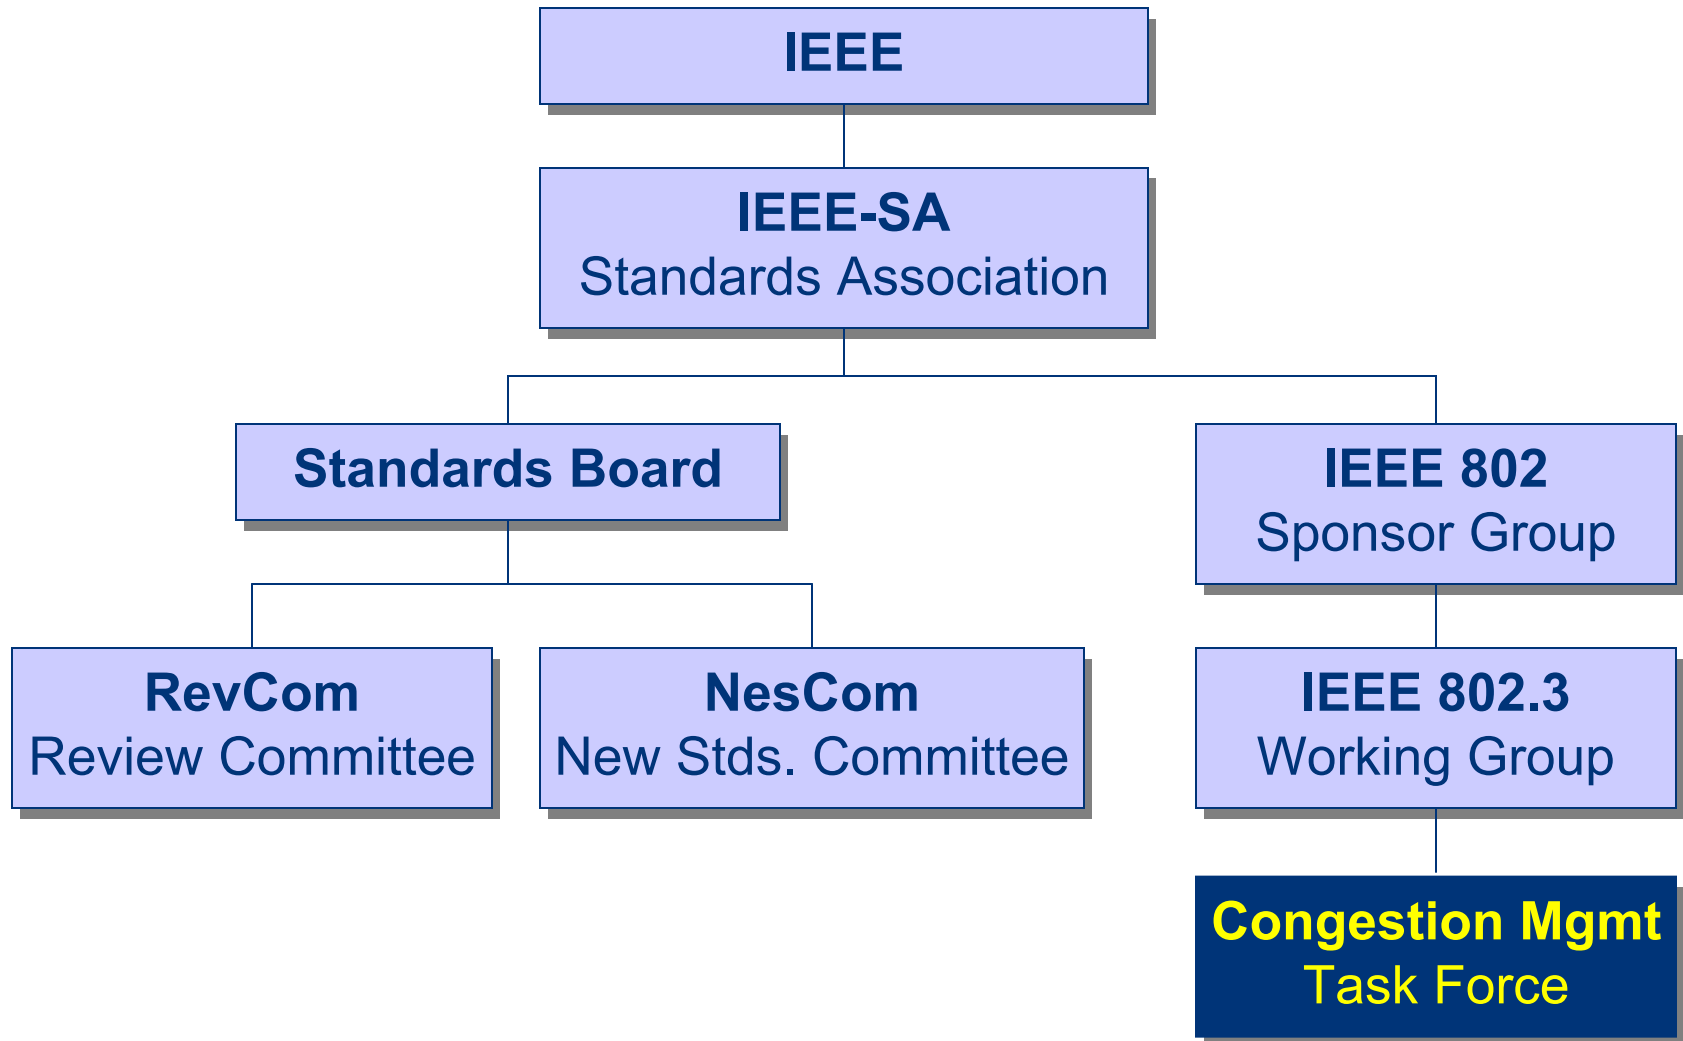 IEEE
IEEE-SA
Standards Association
Standards Board
IEEE 802
Sponsor Group
RevCom
Review Committee
NesCom
New Stds. Committee
IEEE 802.3
Working Group
Congestion Mgmt
Task Force